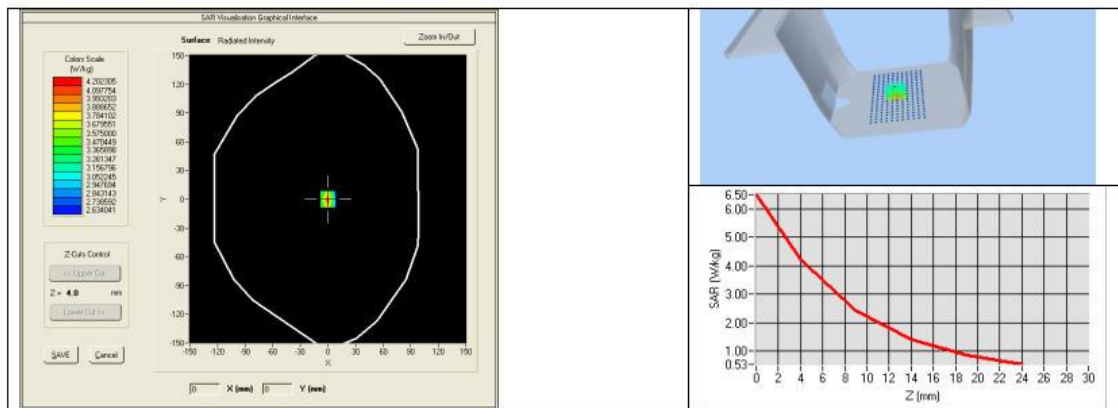 SAR Visualisation Graphical Interface
Surface Radiated Intensity
Zoom In/Out
Colors Scale
(W/kg)
4.202305
4.097754
3.993203
3.888652
3.784102
3.679551
3.575000
3.470449
3.365898
3.261347
3.156796
3.052245
2.947694
2.843143
2.738592
2.634041
150
120
90
60
30
0
-30
-60
-90
-120
-150
Y
-150 -120 -90 -60 -30 0 30 60 90 120 150
X
Z-Cuts Control
<< Upper Cut
Z = 4.0 mm
Lower Cut >>
SAVE Cancel
0 X (mm) 0 Y (mm)
6.50
6.00
5.00
4.00
3.00
2.00
1.00
0.53
SAR (W/kg)
0 2 4 6 8 10 12 14 16 18 20 22 24 26 28 30
Z (mm)